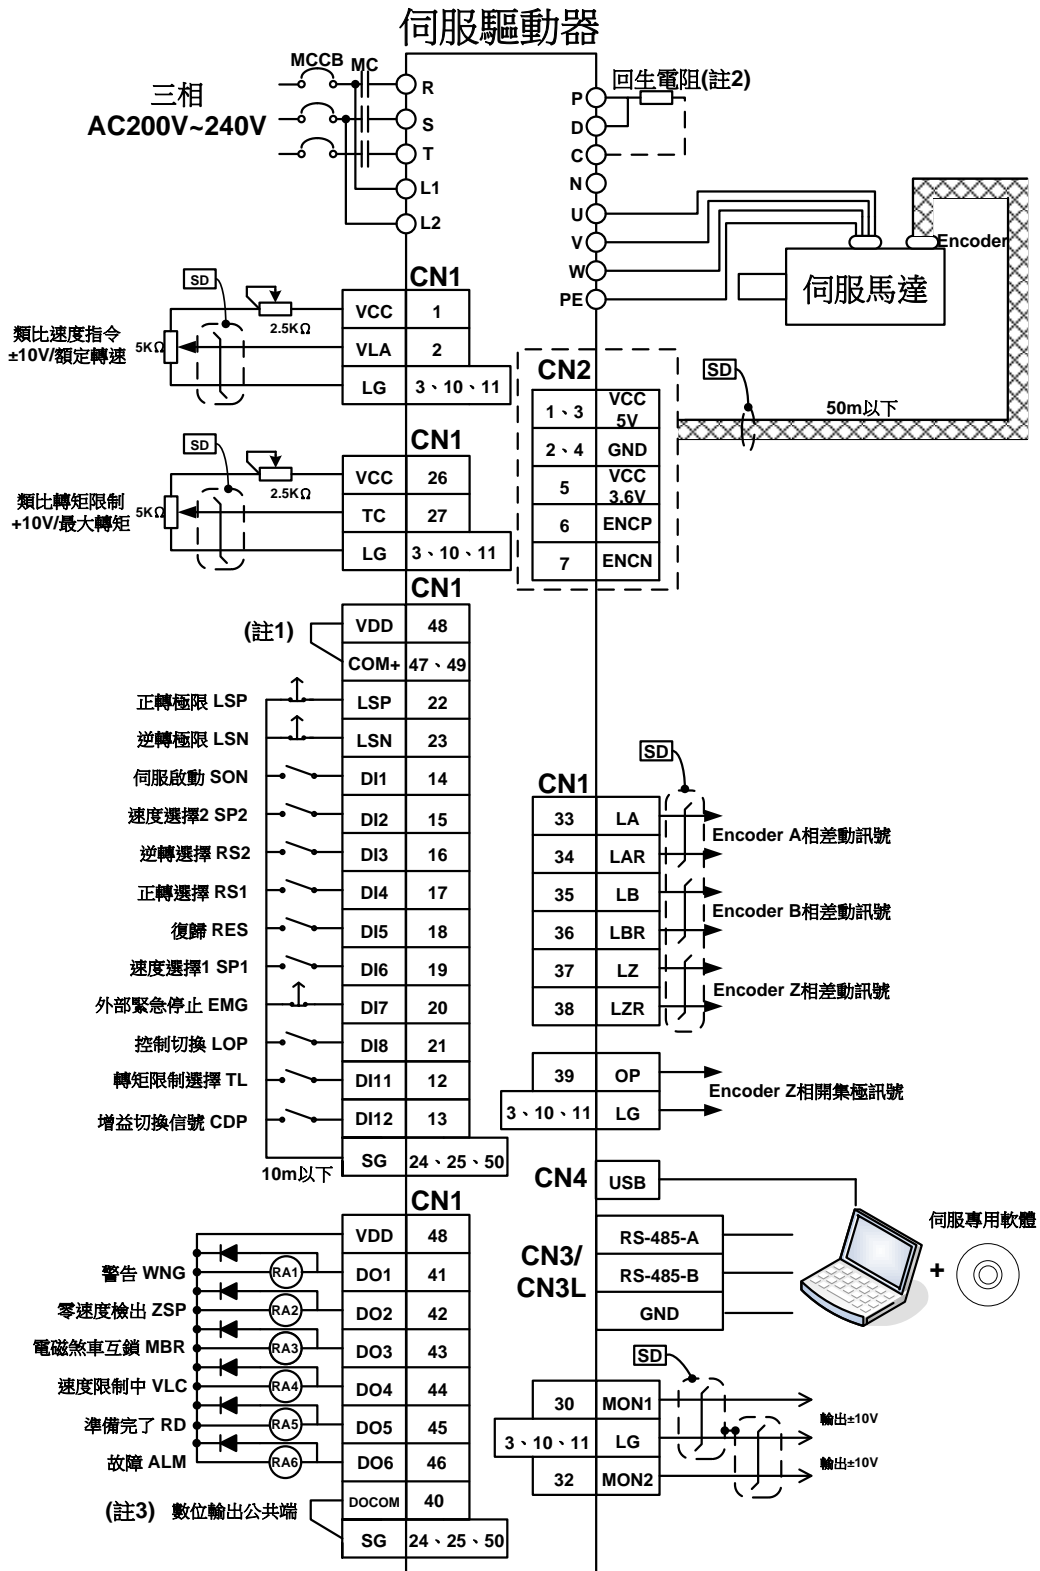 伺服驅動器
MCCB MC
三相
AC200V~240V
R
S
T
L1
L2
回生電阻(註2)
P
D
C
N
U
V
W
PE
Encoder
伺服馬達
CN1
SD
類比速度指令
±10V/額定轉速
5KΩ
2.5KΩ
VCC 1
VLA 2
LG 3、10、11
CN1
SD
類比轉矩限制
+10V/最大轉矩
5KΩ
2.5KΩ
VCC 26
TC 27
LG 3、10、11
CN2
1、3 VCC 5V
2、4 GND
5 VCC 3.6V
6 ENCP
7 ENCN
SD
50m以下
CN1
(註1)
VDD 48
COM+ 47、49
正轉極限 LSP LSP 22
逆轉極限 LSN LSN 23
伺服啟動 SON DI1 14
速度選擇2 SP2 DI2 15
逆轉選擇 RS2 DI3 16
正轉選擇 RS1 DI4 17
復歸 RES DI5 18
速度選擇1 SP1 DI6 19
外部緊急停止 EMG DI7 20
控制切換 LOP DI8 21
轉矩限制選擇 TL DI11 12
增益切換信號 CDP DI12 13
10m以下 SG 24、25、50
SD
CN1
33 LA
34 LAR
Encoder A相差動訊號
35 LB
36 LBR
Encoder B相差動訊號
37 LZ
38 LZR
Encoder Z相差動訊號
39 OP
3、10、11 LG
Encoder Z相開集極訊號
CN4 USB
CN3/
CN3L
RS-485-A
RS-485-B
GND
伺服專用軟體
+
CN1
VDD 48
警告 WNG RA1 DO1 41
零速度檢出 ZSP RA2 DO2 42
電磁煞車互鎖 MBR RA3 DO3 43
速度限制中 VLC RA4 DO4 44
準備完了 RD RA5 DO5 45
故障 ALM RA6 DO6 46
(註3) 數位輸出公共端
DOCOM 40
SG 24、25、50
SD
30 MON1
3、10、11 LG
32 MON2
輸出±10V
輸出±10V